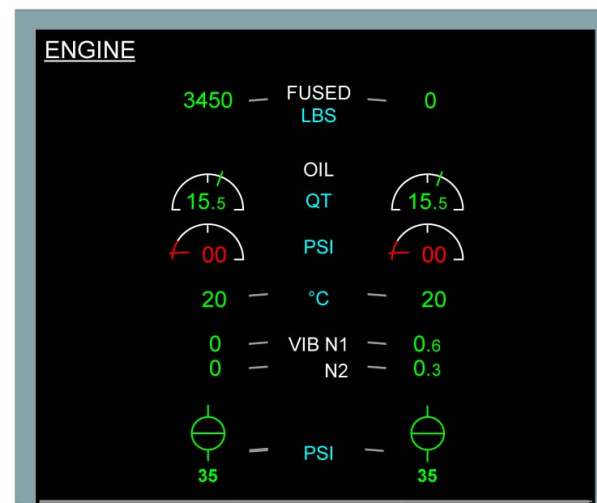 ENGINE
3450 FUSED 0
LBS
OIL
15.5 QT 15.5
00 PSI 00
20 °C 20
0 VIB N1 0.6
0 N2 0.3
PSI
35 35